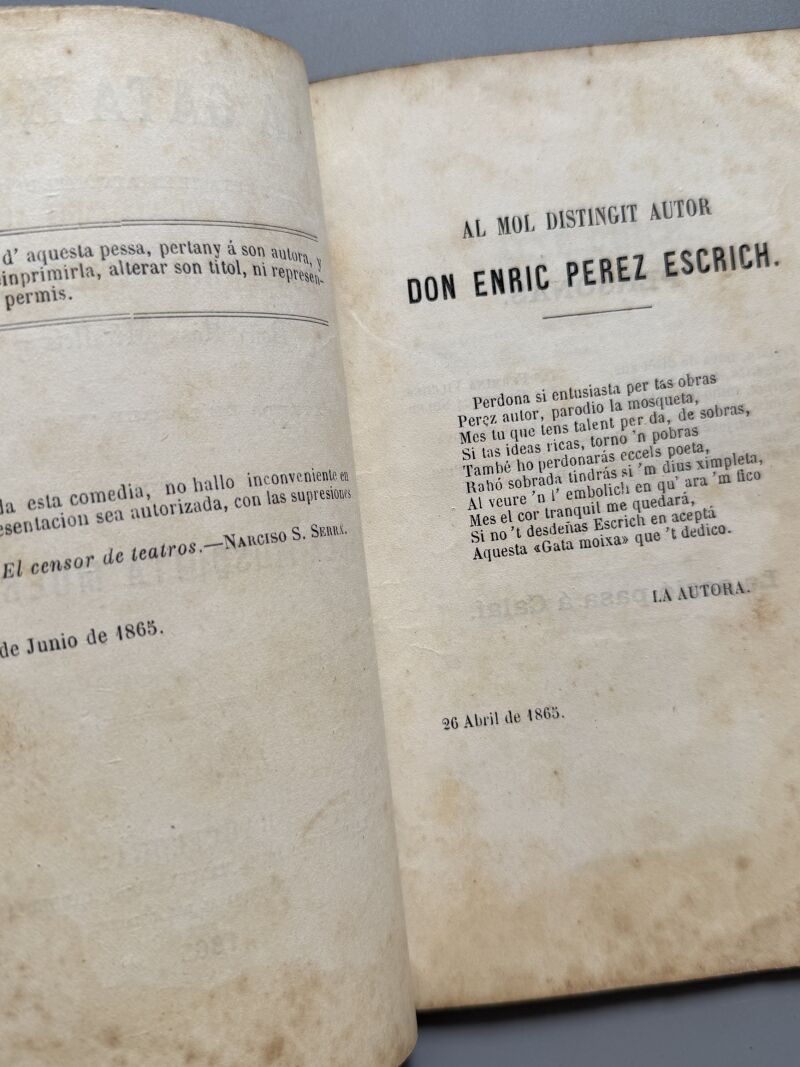 d' aquesta pessa, pertany á son autora, y
einprimirla, alterar son titol, ni represen-
permis.
da esta comedia, no hallo inconveniente en
esentacion sea autorizada, con las supresiones
El censor de teatros.—Narciso S. Serra.
de Junio de 1865.
AL MOL DISTINGIT AUTOR
DON ENRIC PEREZ ESCRICH.
Perdona si entusiasta per tas obras
Perez autor, parodio la mosqueta,
Mes tu que tens talent per da, de sobras,
Si tas ideas ricas, torno 'n pobras
També ho perdonarás eccels poeta,
Rahó sobrada tindrás si 'm dius ximpleta,
Al veure 'n l' embolich en qu' ara 'm fico
Mes el cor tranquil me quedará,
Si no 't desdeñas Escrich en aceptá
Aquesta «Gata moixa» que 't dedico.
LA AUTORA.
26 Abril de 1865.